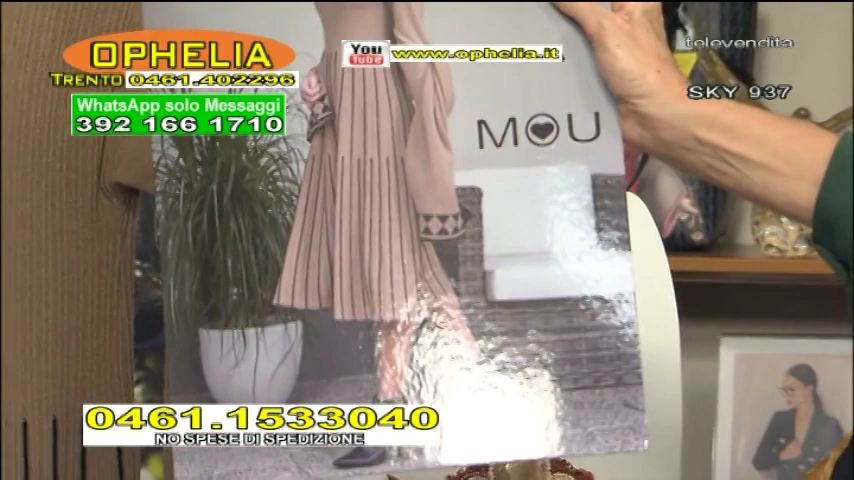 OPHELIA
TRENTO 0461.402296
WhatsApp solo Messaggi
392 166 1710
You
Tube
www.ophelia.it
televendita
SKY 937
MOU
0461.1533040
NO SPESE DI SPEDIZIONE